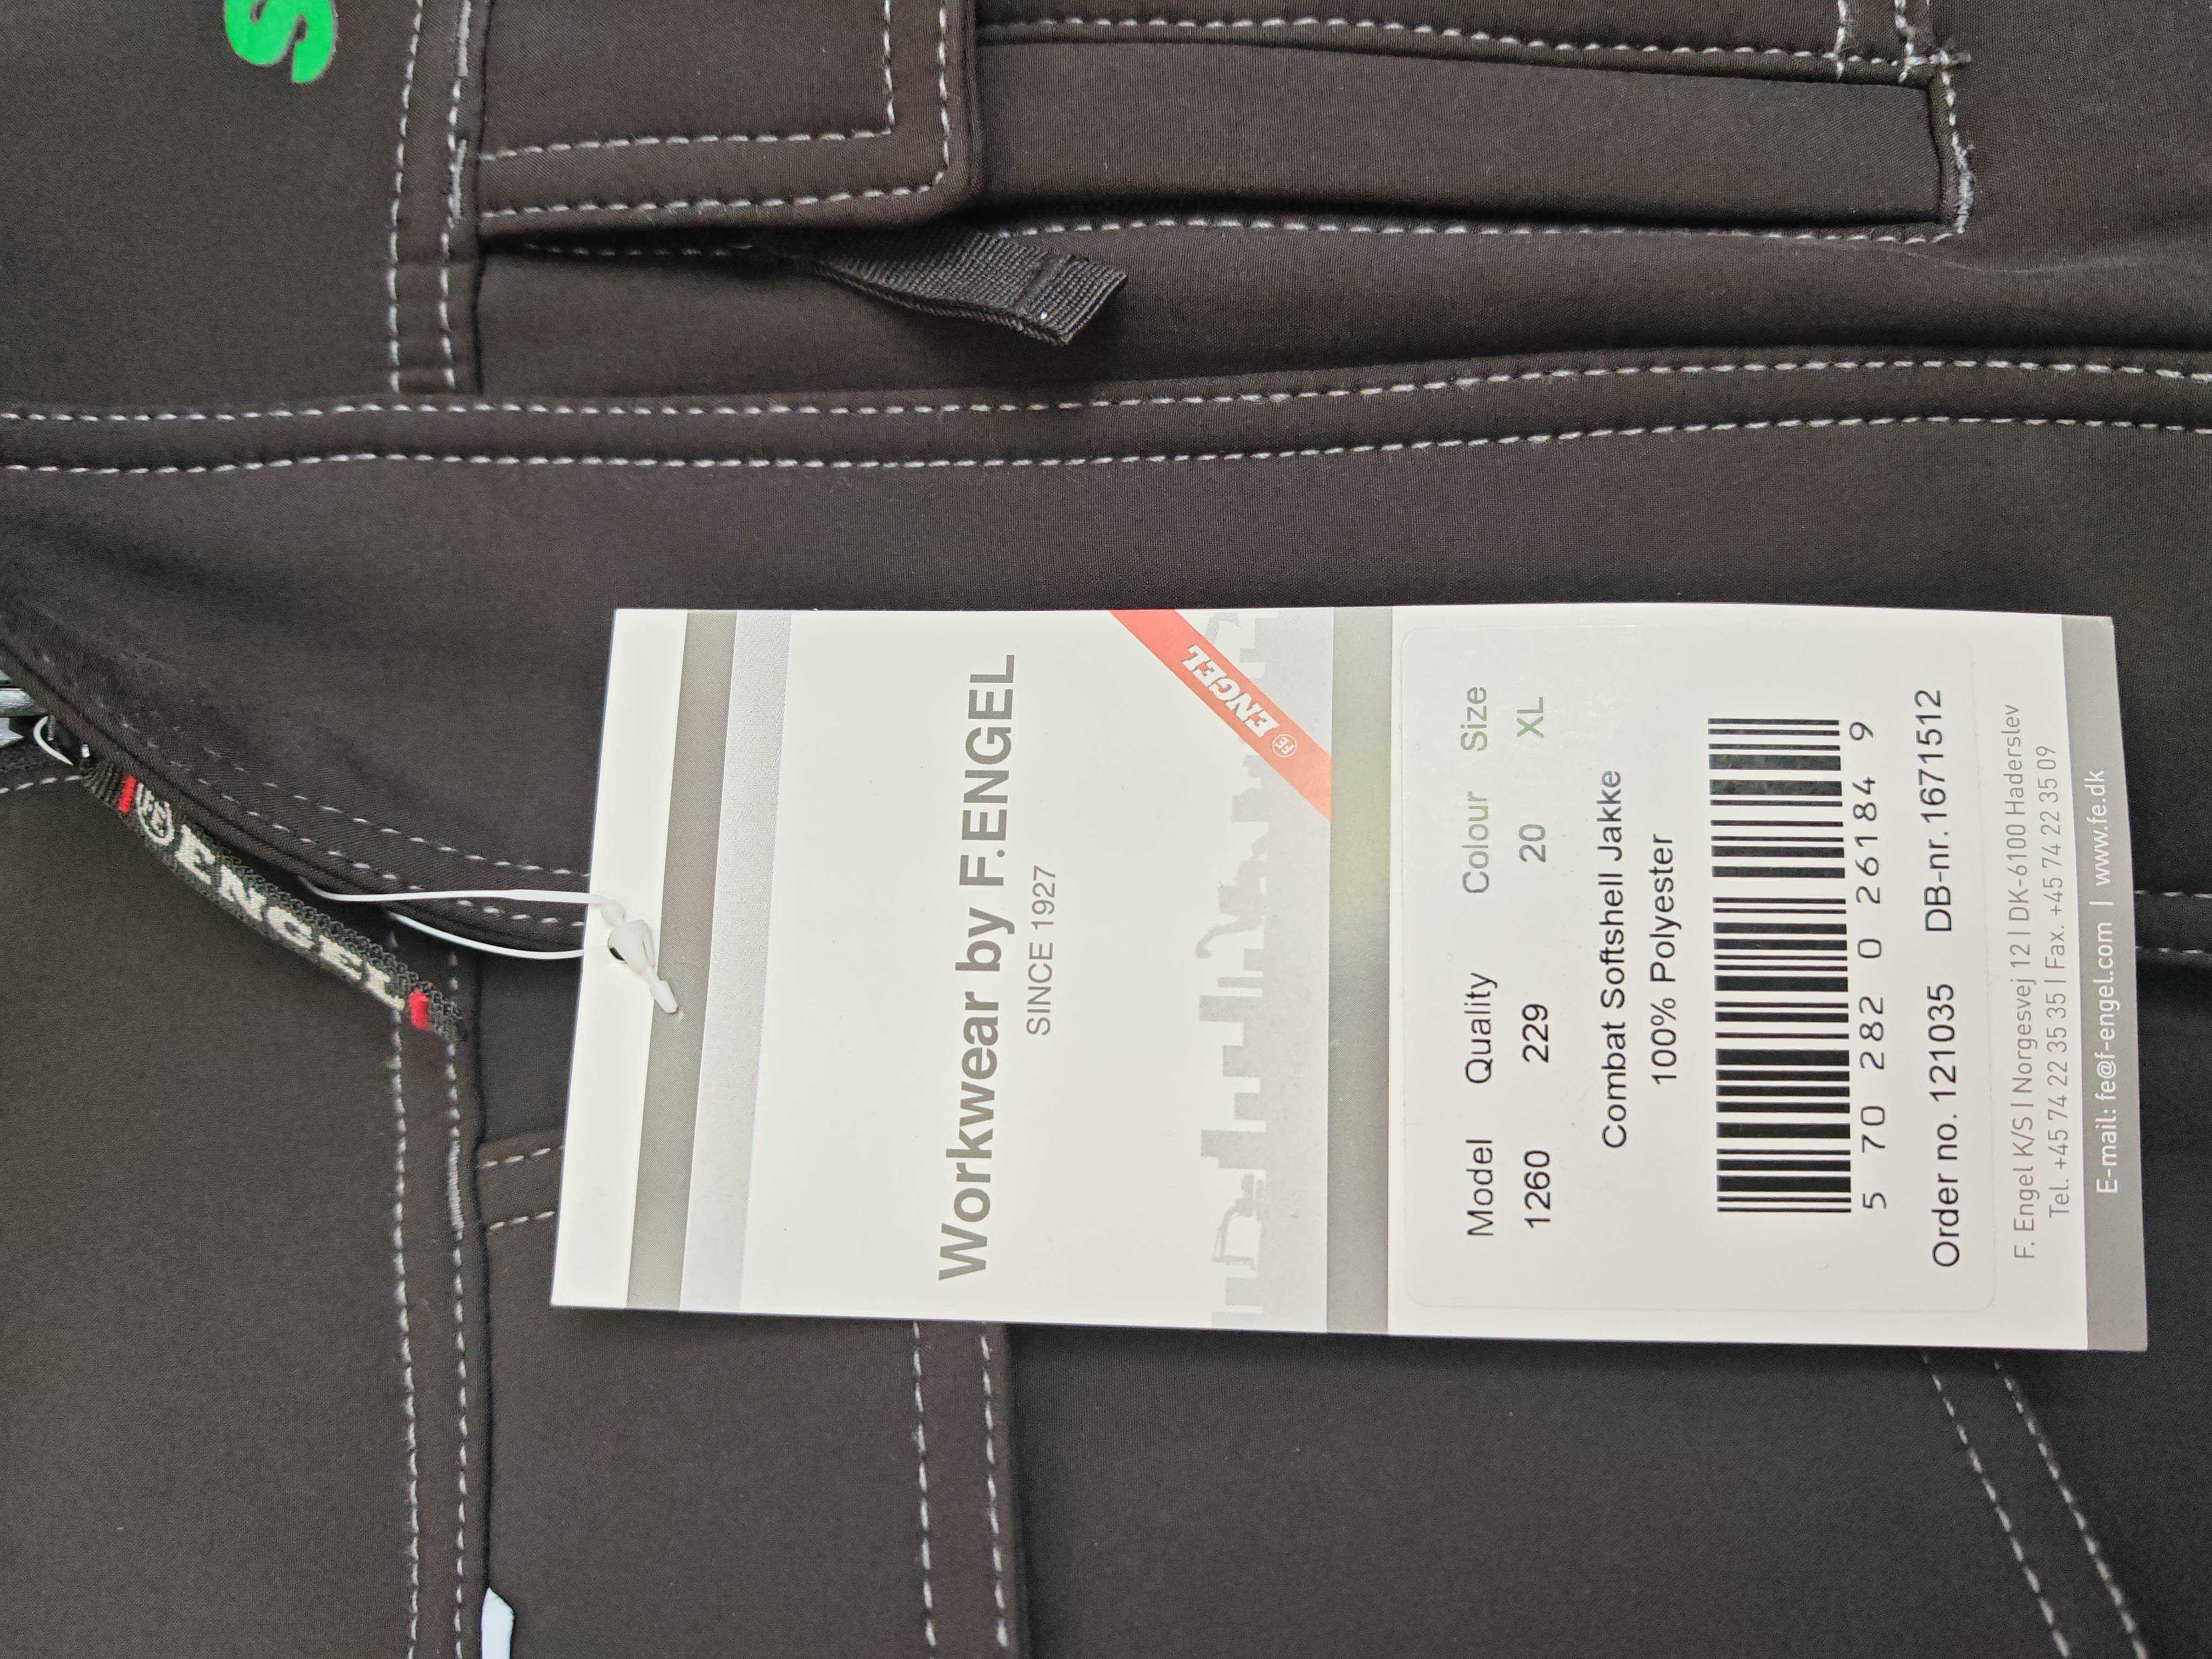 S
ENGEL
Workwear by F.ENGEL
SINCE 1927
FE ENGEL
Model Quality Colour Size
1260 229 20 XL
Combat Softshell Jakke
100% Polyester
5 70 282 0 26184 9
Order no. 121035 DB-nr. 1671512
F. Engel K/S | Norgesvej 12 | DK-6100 Haderslev
Tel. +45 74 22 35 35 | Fax. +45 74 22 35 09
E-mail: fe@f-engel.com | www.fe.dk